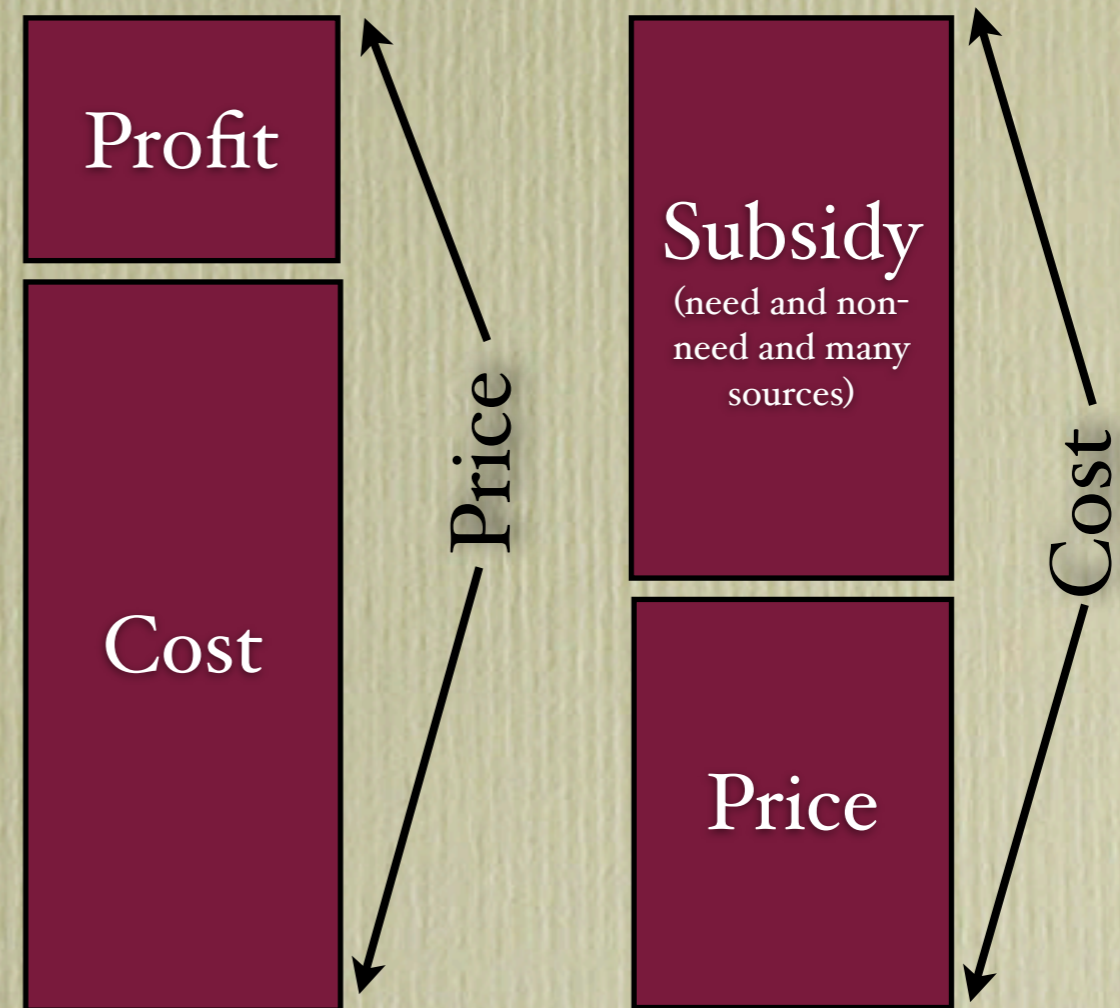 Profit
Cost
Price
Subsidy
(need and non-
need and many
sources)
Price
Cost